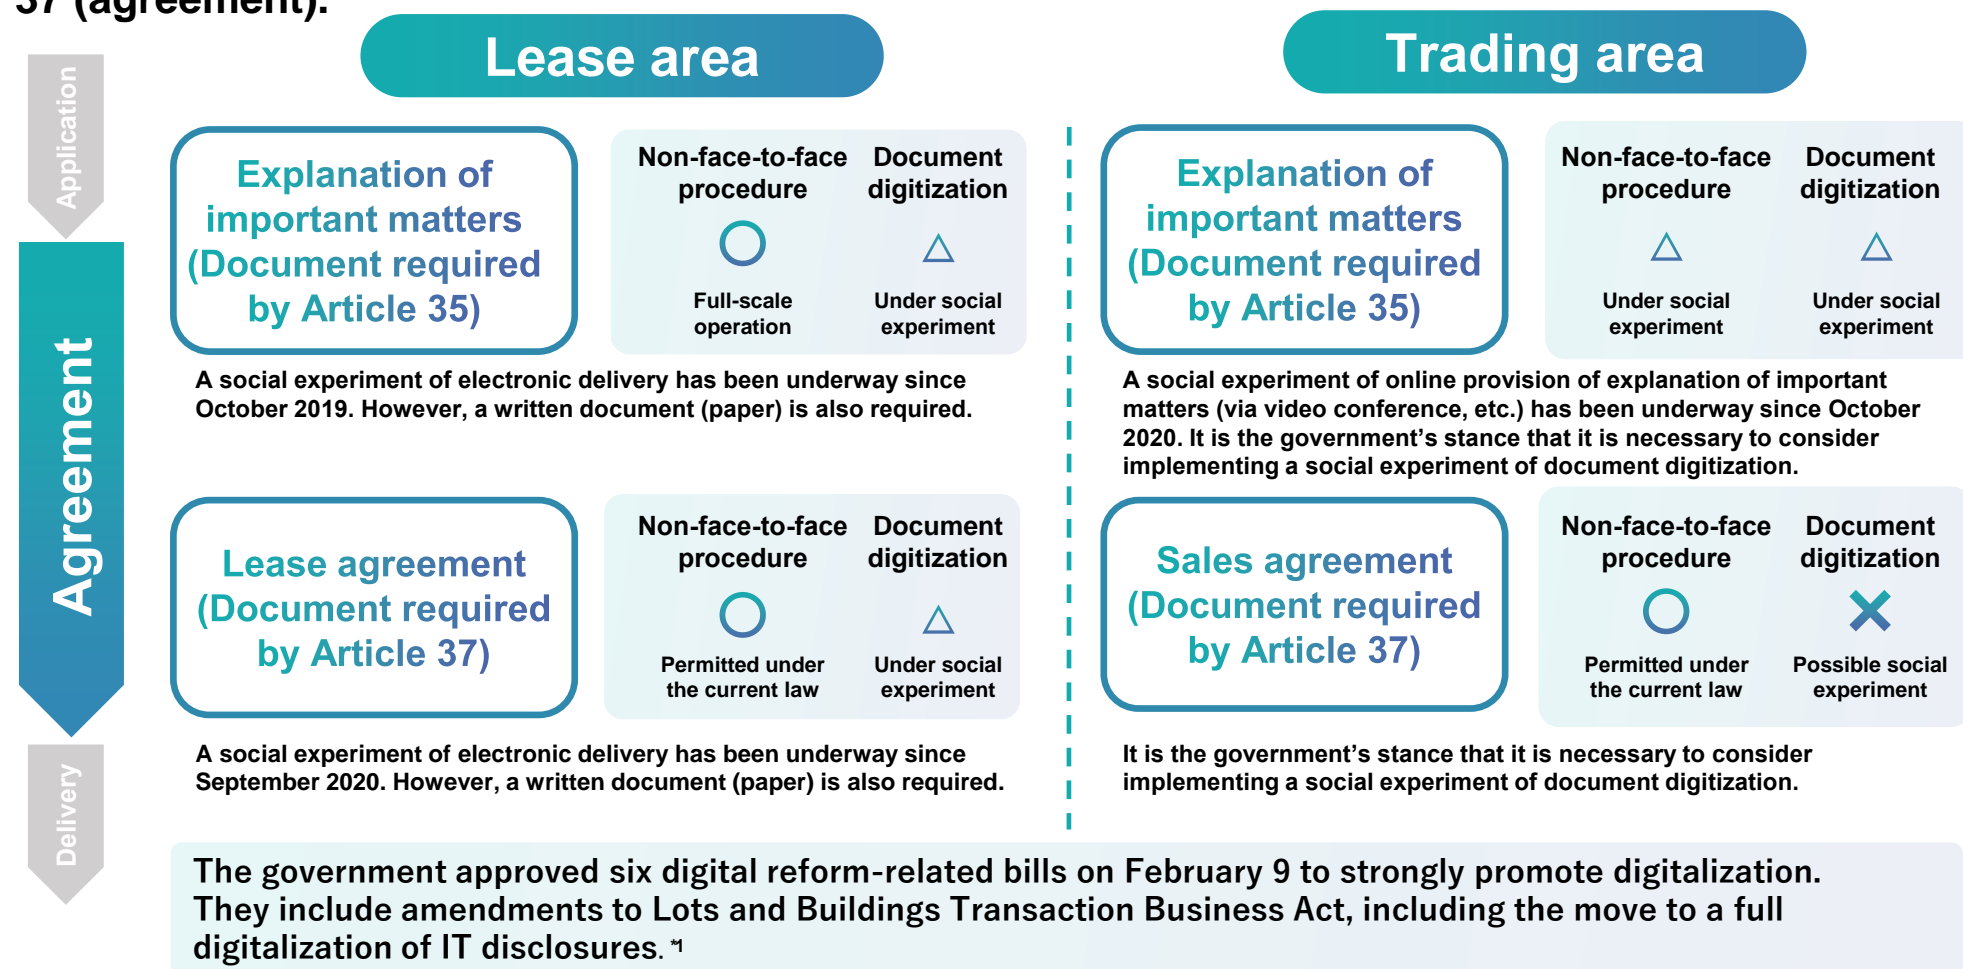 37 (agreement).
Lease area
Trading area
Application
Agreement
Delivery
Explanation of
important matters
(Document required
by Article 35)
Non-face-to-face
procedure
Full-scale
operation
Document
digitization
Under social
experiment
A social experiment of electronic delivery has been underway since
October 2019. However, a written document (paper) is also required.
Lease agreement
(Document required
by Article 37)
Non-face-to-face
procedure
Permitted under
the current law
Document
digitization
Under social
experiment
A social experiment of electronic delivery has been underway since
September 2020. However, a written document (paper) is also required.
Explanation of
important matters
(Document required
by Article 35)
Non-face-to-face
procedure
Under social
experiment
Document
digitization
Under social
experiment
A social experiment of online provision of explanation of important
matters (via video conference, etc.) has been underway since October
2020. It is the government’s stance that it is necessary to consider
implementing a social experiment of document digitization.
Sales agreement
(Document required
by Article 37)
Non-face-to-face
procedure
Permitted under
the current law
Document
digitization
Possible social
experiment
It is the government’s stance that it is necessary to consider
implementing a social experiment of document digitization.
The government approved six digital reform-related bills on February 9 to strongly promote digitalization.
They include amendments to Lots and Buildings Transaction Business Act, including the move to a full
digitalization of IT disclosures. *1